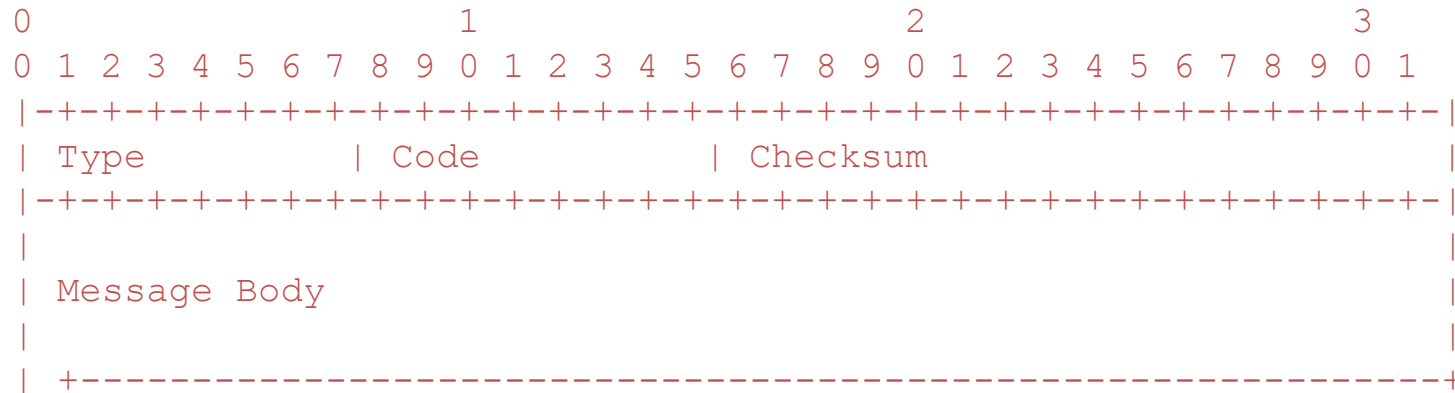 0                   1                   2                   3
0 1 2 3 4 5 6 7 8 9 0 1 2 3 4 5 6 7 8 9 0 1 2 3 4 5 6 7 8 9 0 1
|-+-+-+-+-+-+-+-+-+-+-+-+-+-+-+-+-+-+-+-+-+-+-+-+-+-+-+-+-+-+-+-|
| Type         | Code          | Checksum                       |
|-+-+-+-+-+-+-+-+-+-+-+-+-+-+-+-+-+-+-+-+-+-+-+-+-+-+-+-+-+-+-+-|
|                                                               |
| Message Body                                                  |
|                                                               |
| +-------------------------------------------------------------+